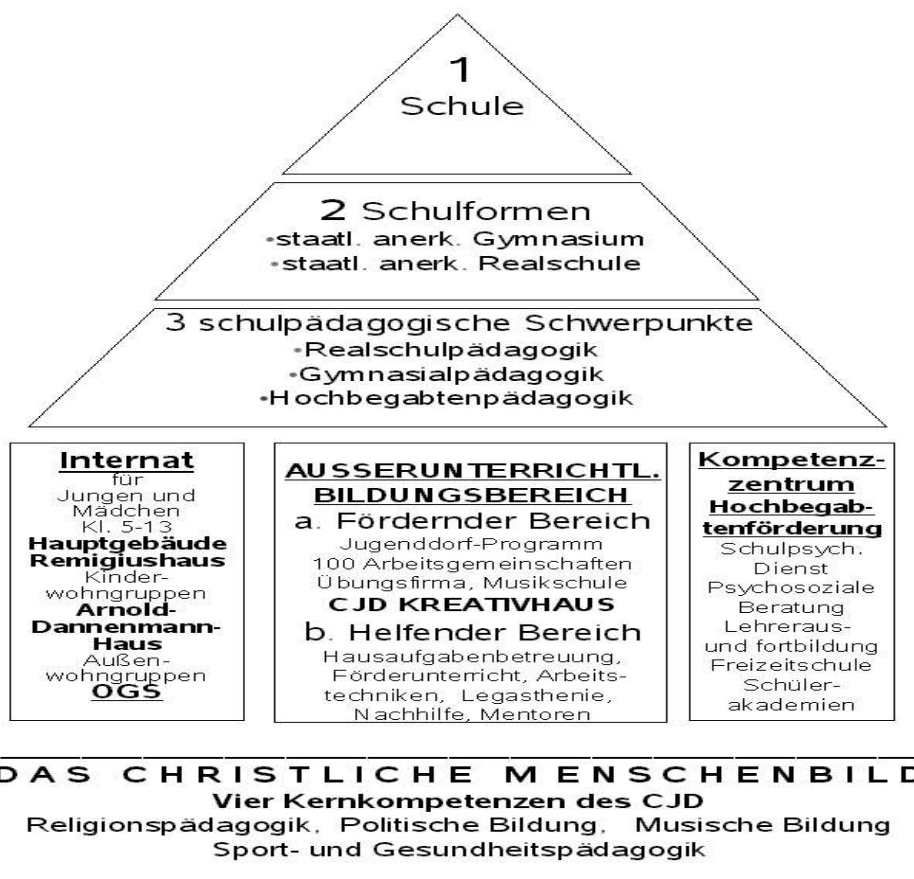 1
Schule
2 Schulformen
•staatl. anerk. Gymnasium
•staatl. anerk. Realschule
3 schulpädagogische Schwerpunkte
•Realschulpädagogik
•Gymnasialpädagogik
•Hochbegabtenpädagogik
Internat
für
Jungen und
Mädchen
Kl. 5-13
Hauptgebäude
Remigiushaus
Kinder-
wohngruppen
Arnold-
Dannenmann-
Haus
Außen-
wohngruppen
OGS
AUSSERUNTERRICHTL.
BILDUNGSBEREICH
a. Fördernder Bereich
Jugenddorf-Programm
100 Arbeitsgemeinschaften
Übungsfirma, Musikschule
CJD KREATIVHAUS
b. Helfender Bereich
Hausaufgabenbetreuung,
Förderunterricht, Arbeits-
techniken, Legasthenie,
Nachhilfe, Mentoren
Kompetenz-
zentrum
Hochbegab-
tenförderung
Schulpsych.
Dienst
Psychosoziale
Beratung
Lehreraus-
und fortbildung
Freizeitschule
Schüler-
akademien
DAS CHRISTLICHE MENSCHENBILD
Vier Kernkompetenzen des CJD
Religionspädagogik, Politische Bildung, Musische Bildung
Sport- und Gesundheitspädagogik